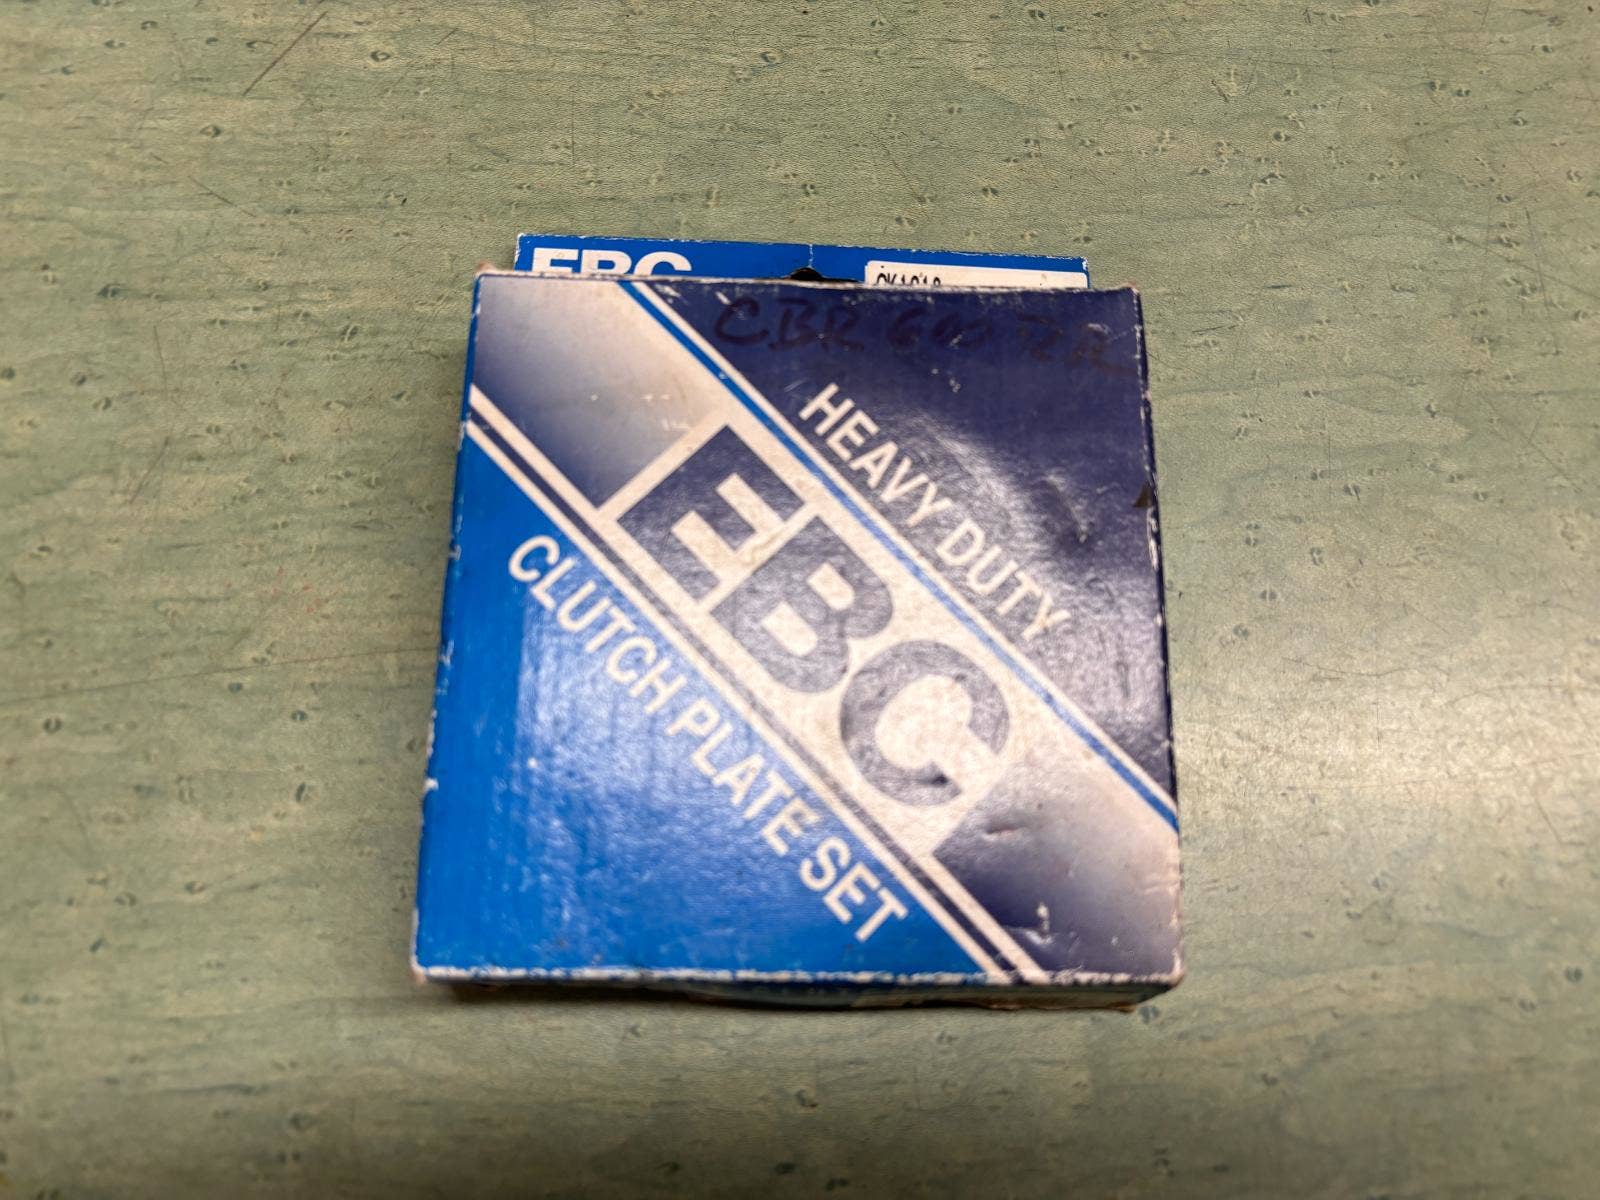 EBC
CBR 600
HEAVY DUTY
EBC
CLUTCH PLATE SET